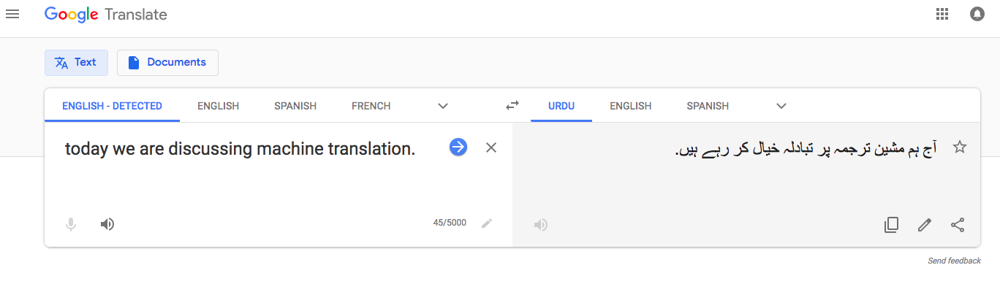 Google Translate
Text
Documents
ENGLISH - DETECTED ENGLISH SPANISH FRENCH
URDU ENGLISH SPANISH
today we are discussing machine translation.
آج ہم مشین ترجمہ پر تبادلہ خیال کر رہے ہیں.
45/5000
Send feedback